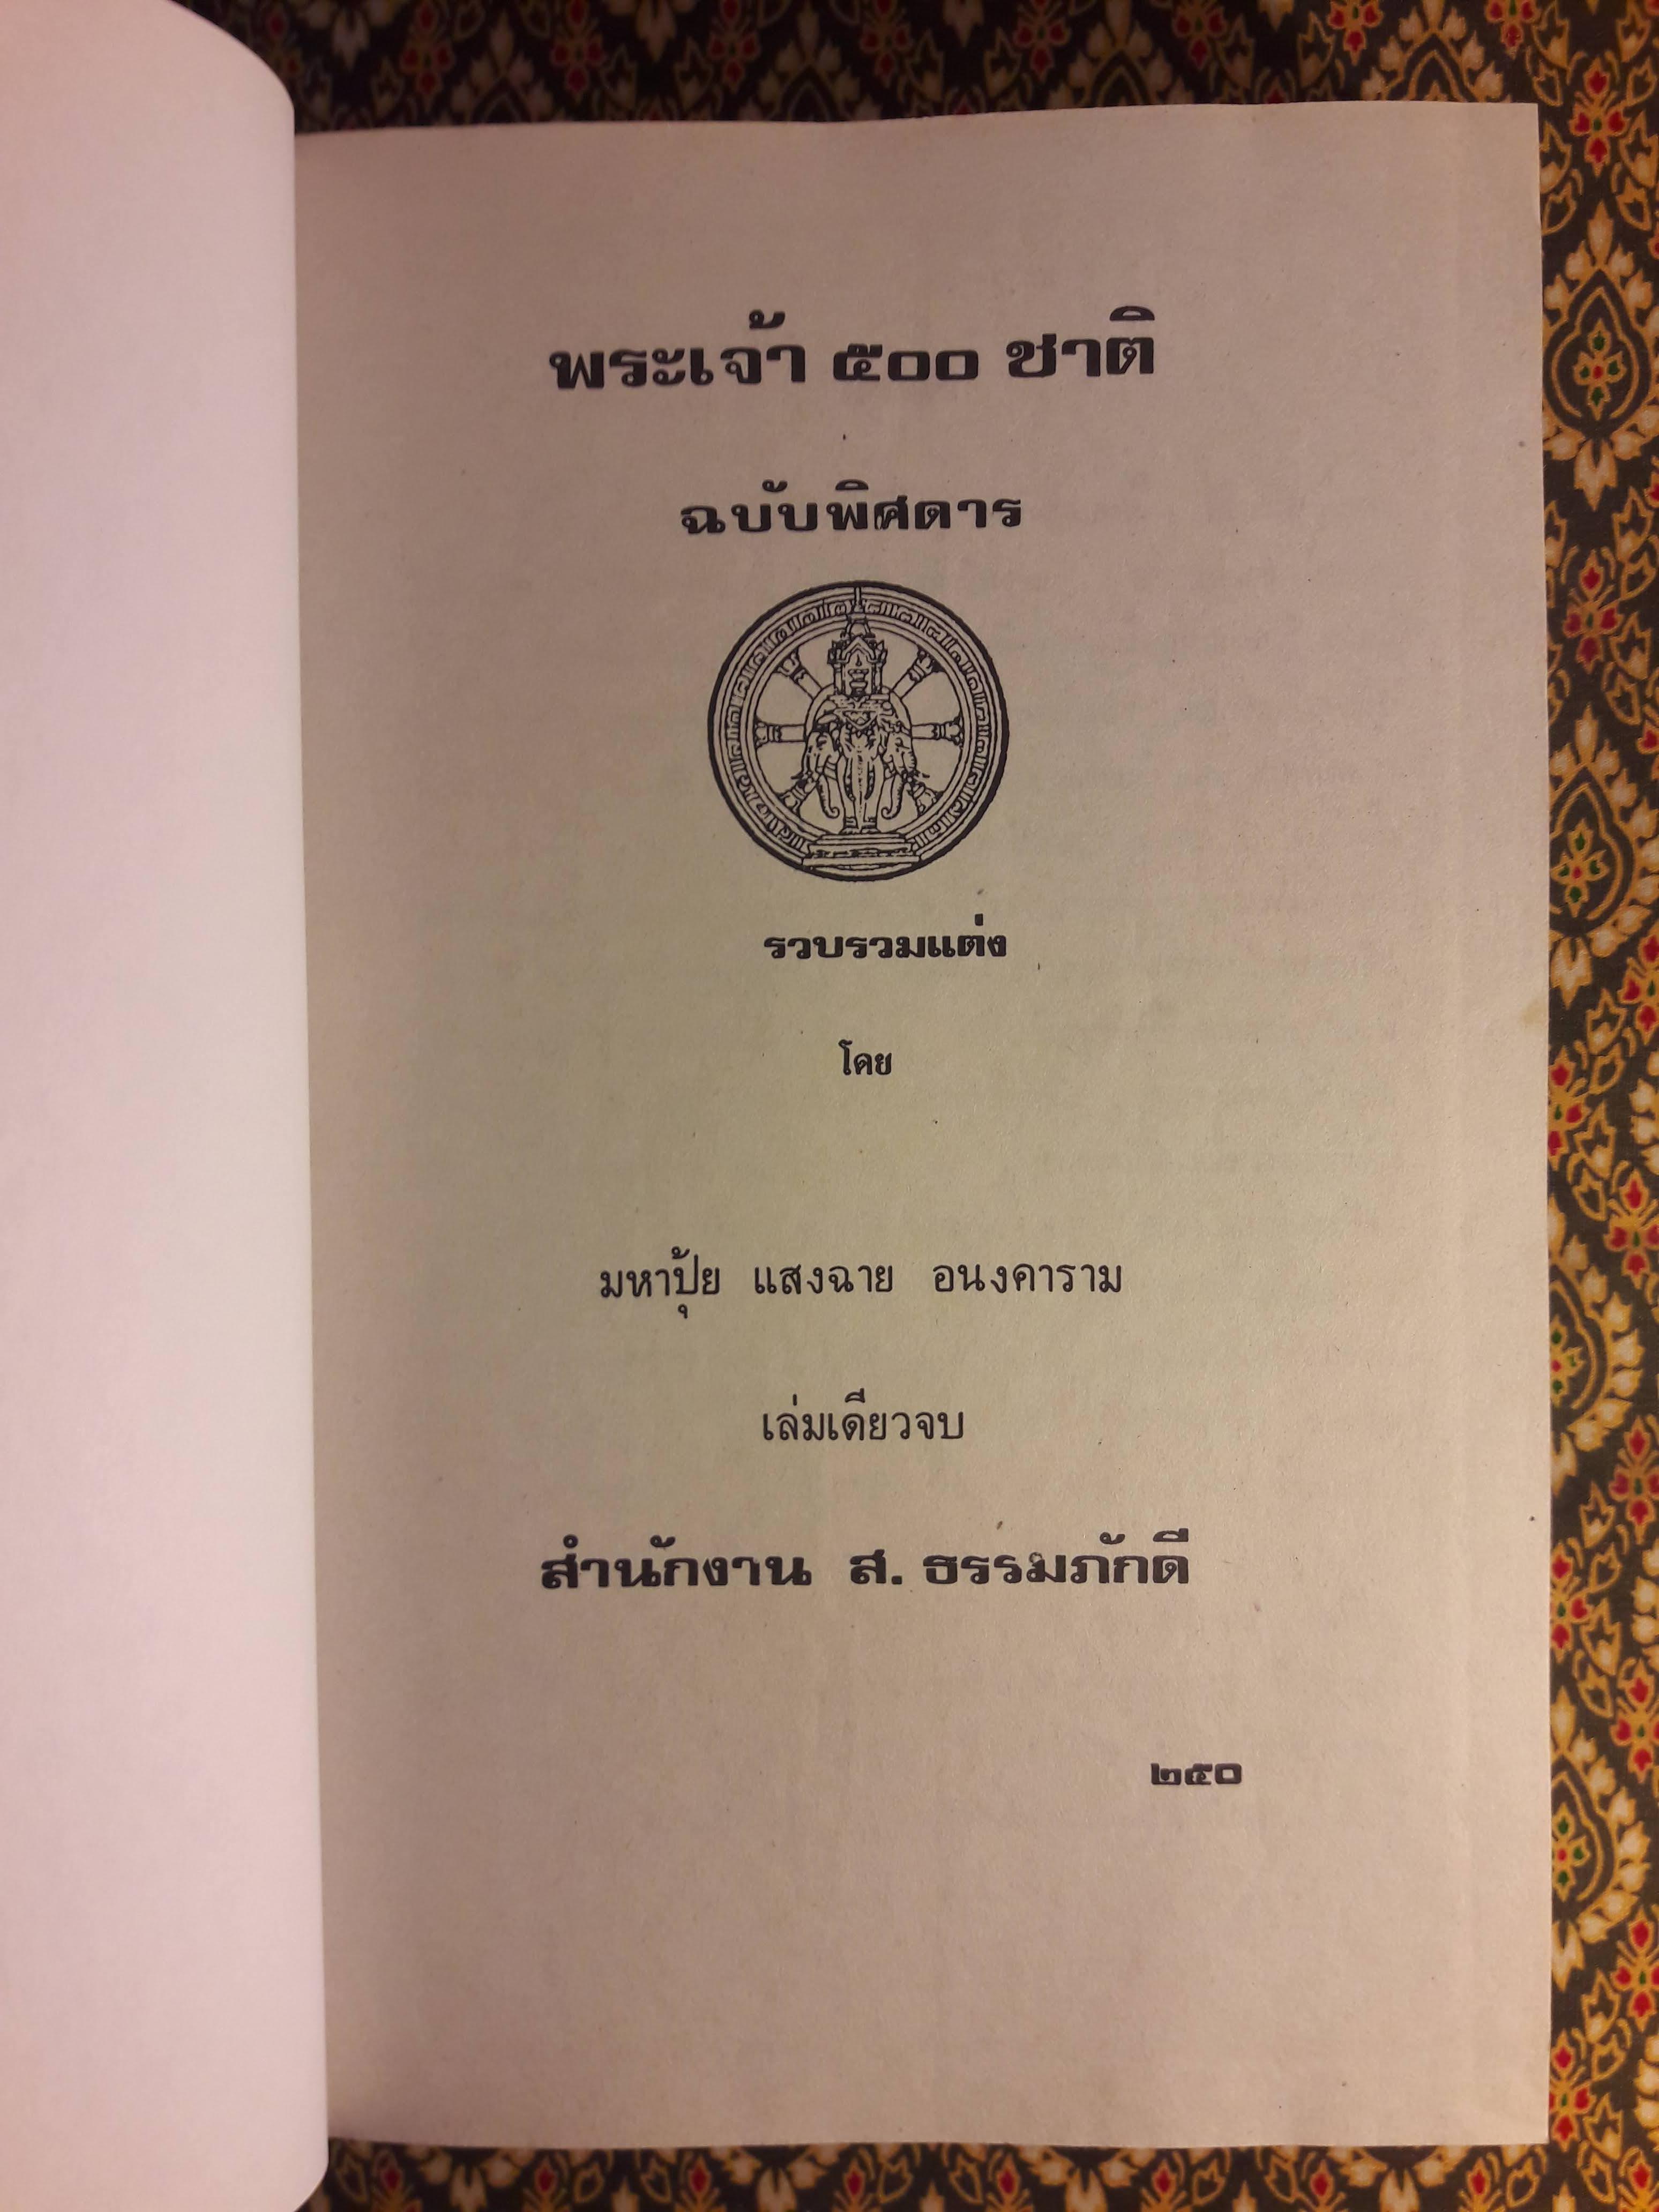 พระเจ้า ๕๐๐ ชาติ
ฉบับพิศดาร
รวบรวมแต่ง
โดย
มหาปุ้ย แสงฉาย อนงคาราม
เล่มเดียวจบ
สำนักงาน ส. ธรรมภักดี
๒๕๐